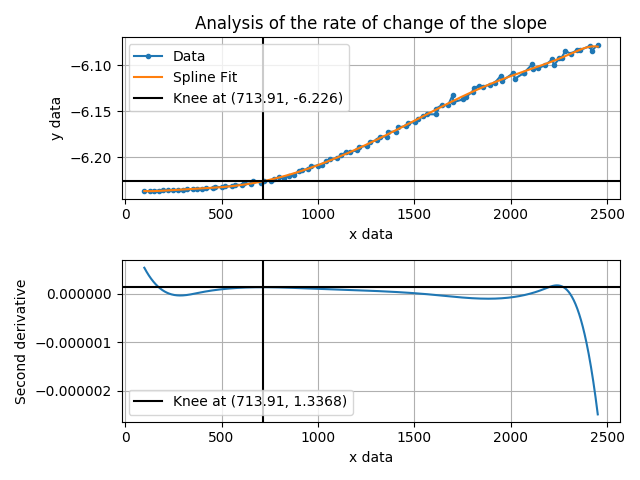 Analysis of the rate of change of the slope
y data
−6.10
−6.15
−6.20
Data
Spline Fit
Knee at (713.91, -6.226)
0
500
1000
1500
2000
2500
x data
Second derivative
0.000000
−0.000001
−0.000002
Knee at (713.91, 1.3368)
0
500
1000
1500
2000
2500
x data